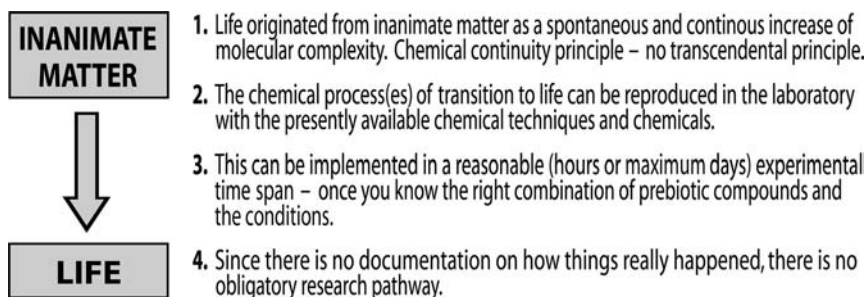 INANIMATE
MATTER
1. Life originated from inanimate matter as a spontaneous and continous increase of
molecular complexity. Chemical continuity principle – no transcendental principle.
2. The chemical process(es) of transition to life can be reproduced in the laboratory
with the presently available chemical techniques and chemicals.
3. This can be implemented in a reasonable (hours or maximum days) experimental
time span – once you know the right combination of prebiotic compounds and
the conditions.
LIFE
4. Since there is no documentation on how things really happened, there is no
obligatory research pathway.